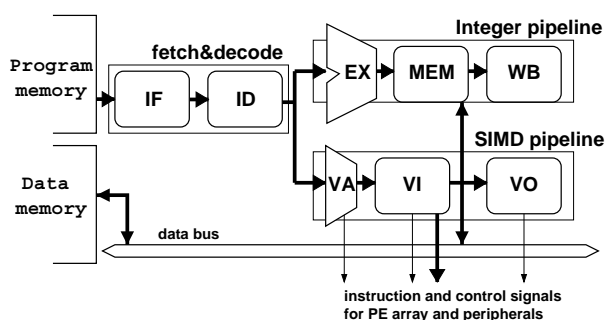 Integer pipeline
fetch&decode
Program
memory
IF
ID
EX
MEM
WB
SIMD pipeline
Data
memory
VA
VI
VO
data bus
instruction and control signals
for PE array and peripherals